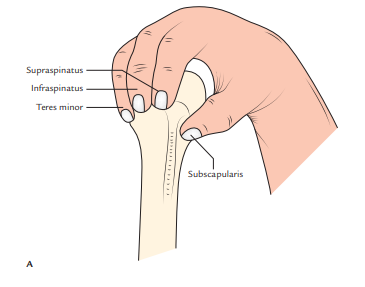 Supraspinatus
Infraspinatus
Teres minor
Subscapularis
A